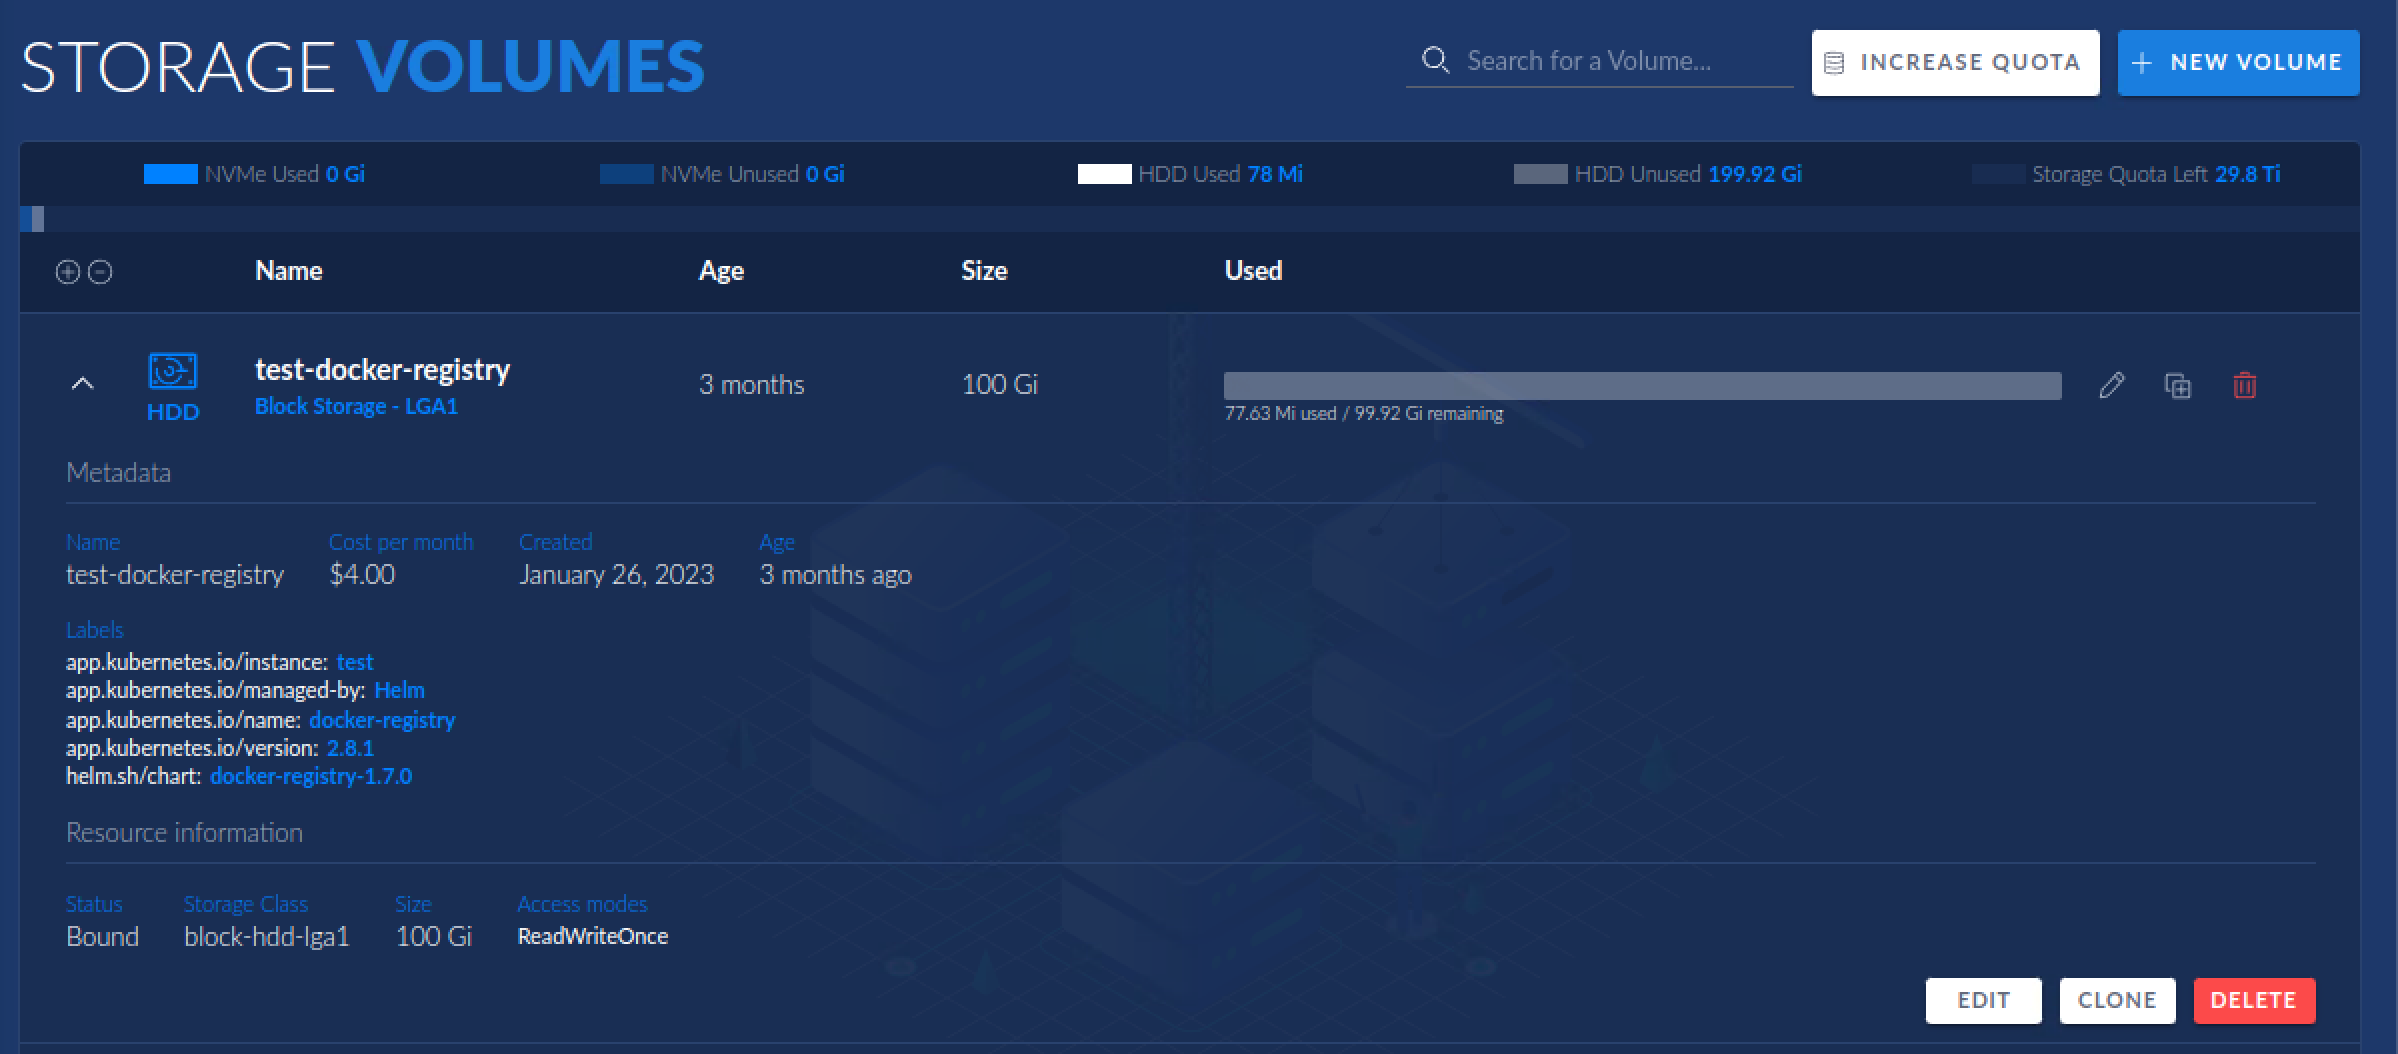 STORAGE VOLUMES
Search for a Volume...
INCREASE QUOTA
NEW VOLUME
NVMe Used 0 Gi
NVMe Unused 0 Gi
HDD Used 78 Mi
HDD Unused 199.92 Gi
Storage Quota Left 29.8 Ti
Name Age Size Used
HDD
test-docker-registry
Block Storage - LGA1
3 months
100 Gi
77.63 Mi used / 99.92 Gi remaining
Metadata
Name Cost per month Created Age
test-docker-registry $4.00 January 26, 2023 3 months ago
Labels
app.kubernetes.io/instance: test
app.kubernetes.io/managed-by: Helm
app.kubernetes.io/name: docker-registry
app.kubernetes.io/version: 2.8.1
helm.sh/chart: docker-registry-1.7.0
Resource information
Status Storage Class Size Access modes
Bound block-hdd-lga1 100 Gi ReadWriteOnce
EDIT CLONE DELETE